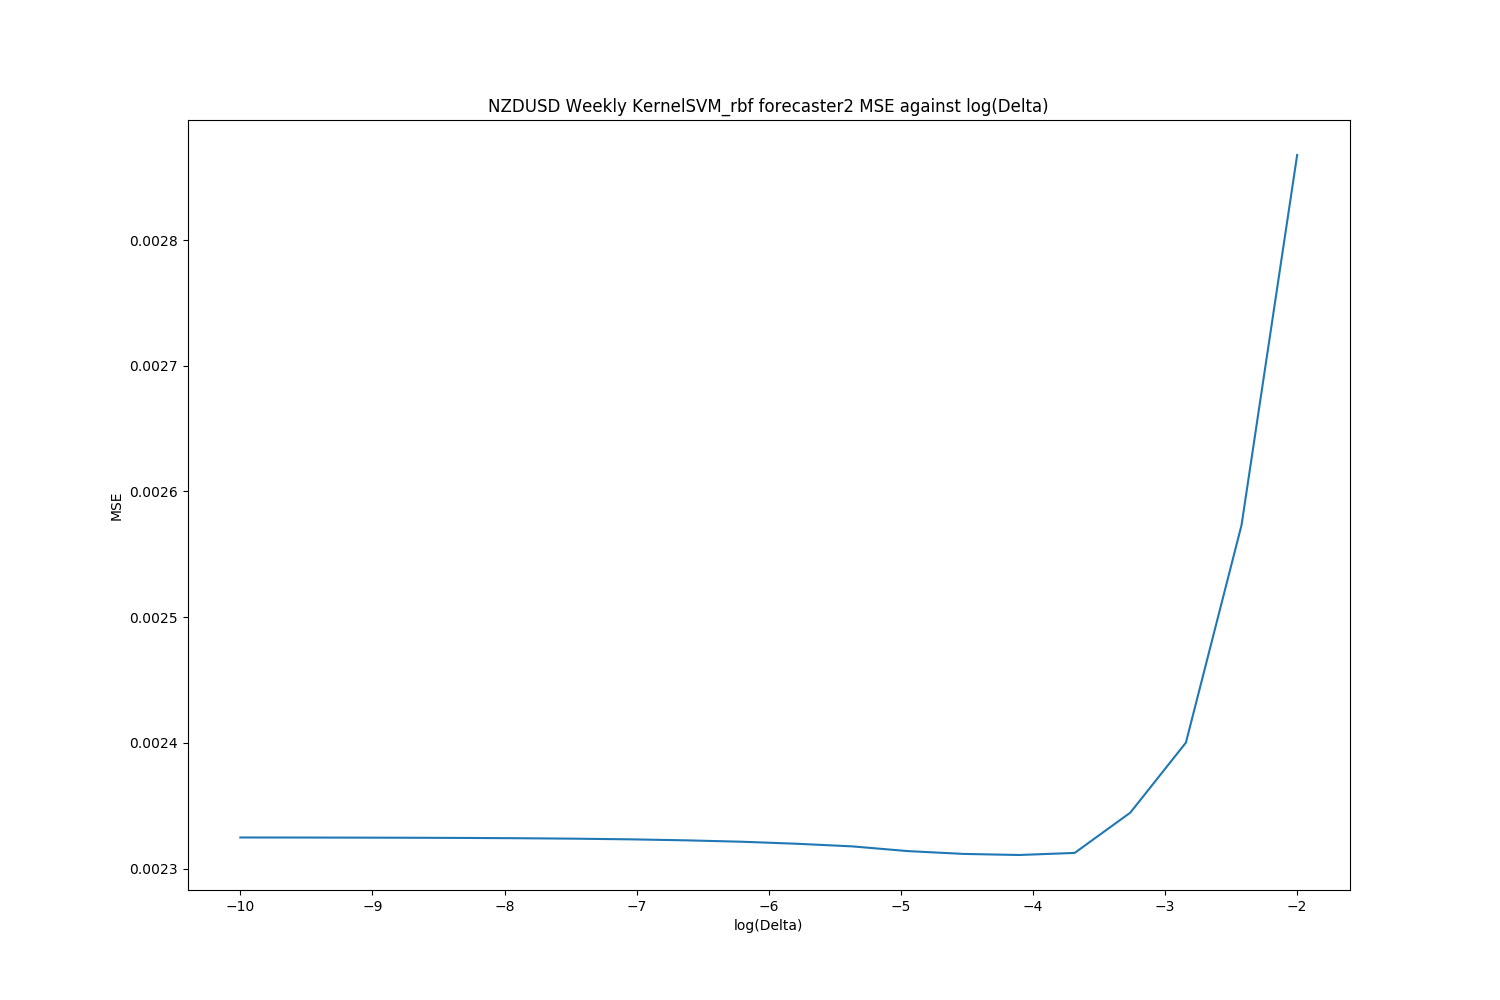 NZDUSD Weekly KernelSVM_rbf forecaster2 MSE against log(Delta)
0.0028
0.0027
0.0026
0.0025
0.0024
0.0023
MSE
−10 −9 −8 −7 −6 −5 −4 −3 −2
log(Delta)